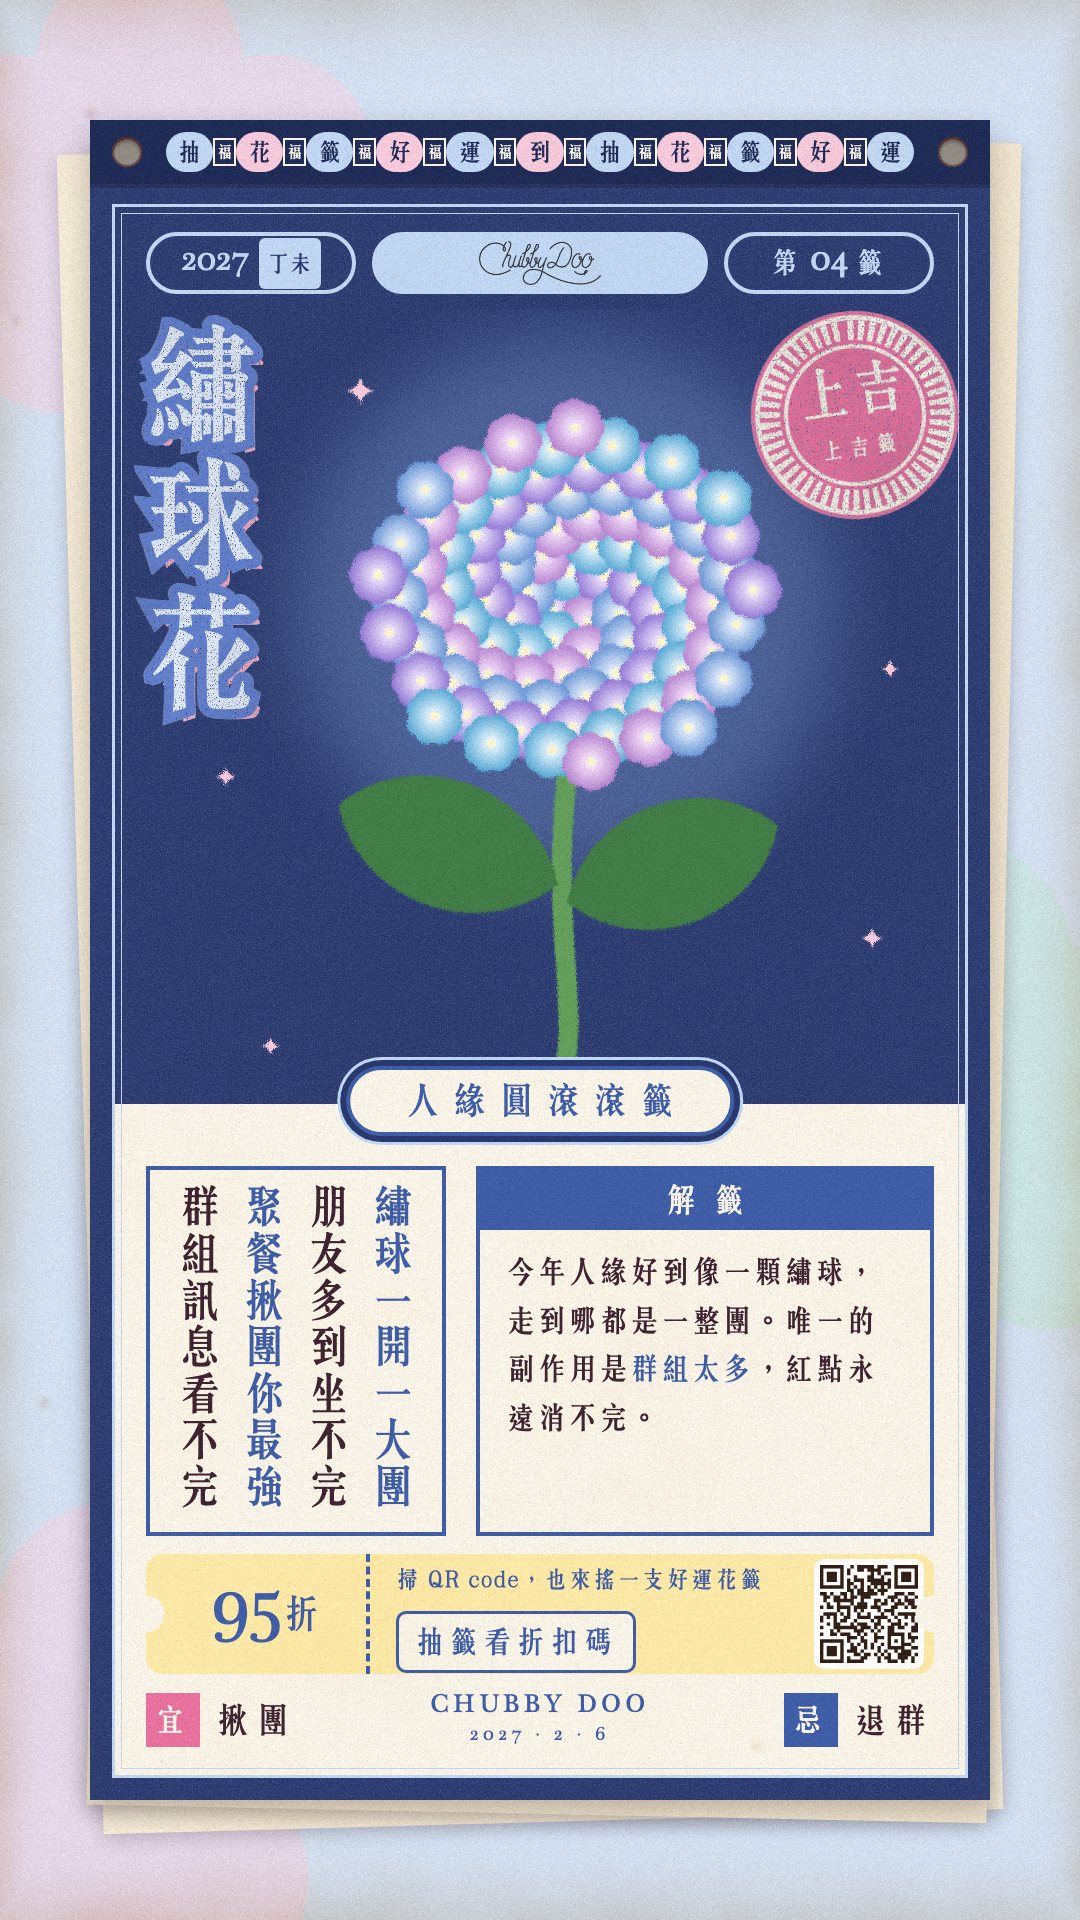 抽福花福籤福好福運福到福抽福花福籤福好福運
2027 丁未
Chubby Doo
第 04 籤
繡球花
上吉
上吉籤
人緣圓滾滾籤
繡球一開一大團
朋友多到坐不完
聚餐揪團你最強
群組訊息看不完
解籤
今年人緣好到像一顆繡球，
走到哪都是一整團。唯一的
副作用是群組太多，紅點永
遠消不完。
95折
掃 QR code，也來搖一支好運花籤
抽籤看折扣碼
宜 揪團
CHUBBY DOO
2027 · 2 · 6
忌 退群